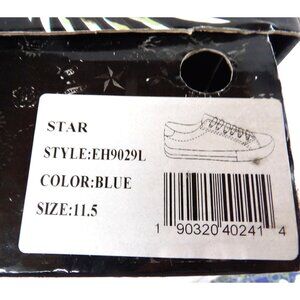 STAR
STYLE:EH9029L
COLOR:BLUE
SIZE:11.5
1 90320 40241 4